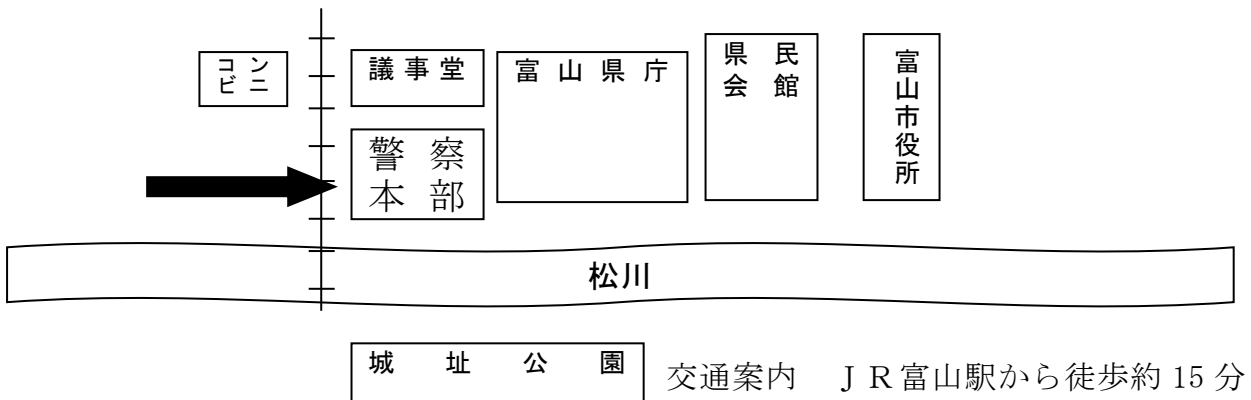 コンビニ
議事堂
富山県庁
県民会館
富山市役所
警察
本部
松川
城址公園
交通案内　ＪＲ富山駅から徒歩約 15 分